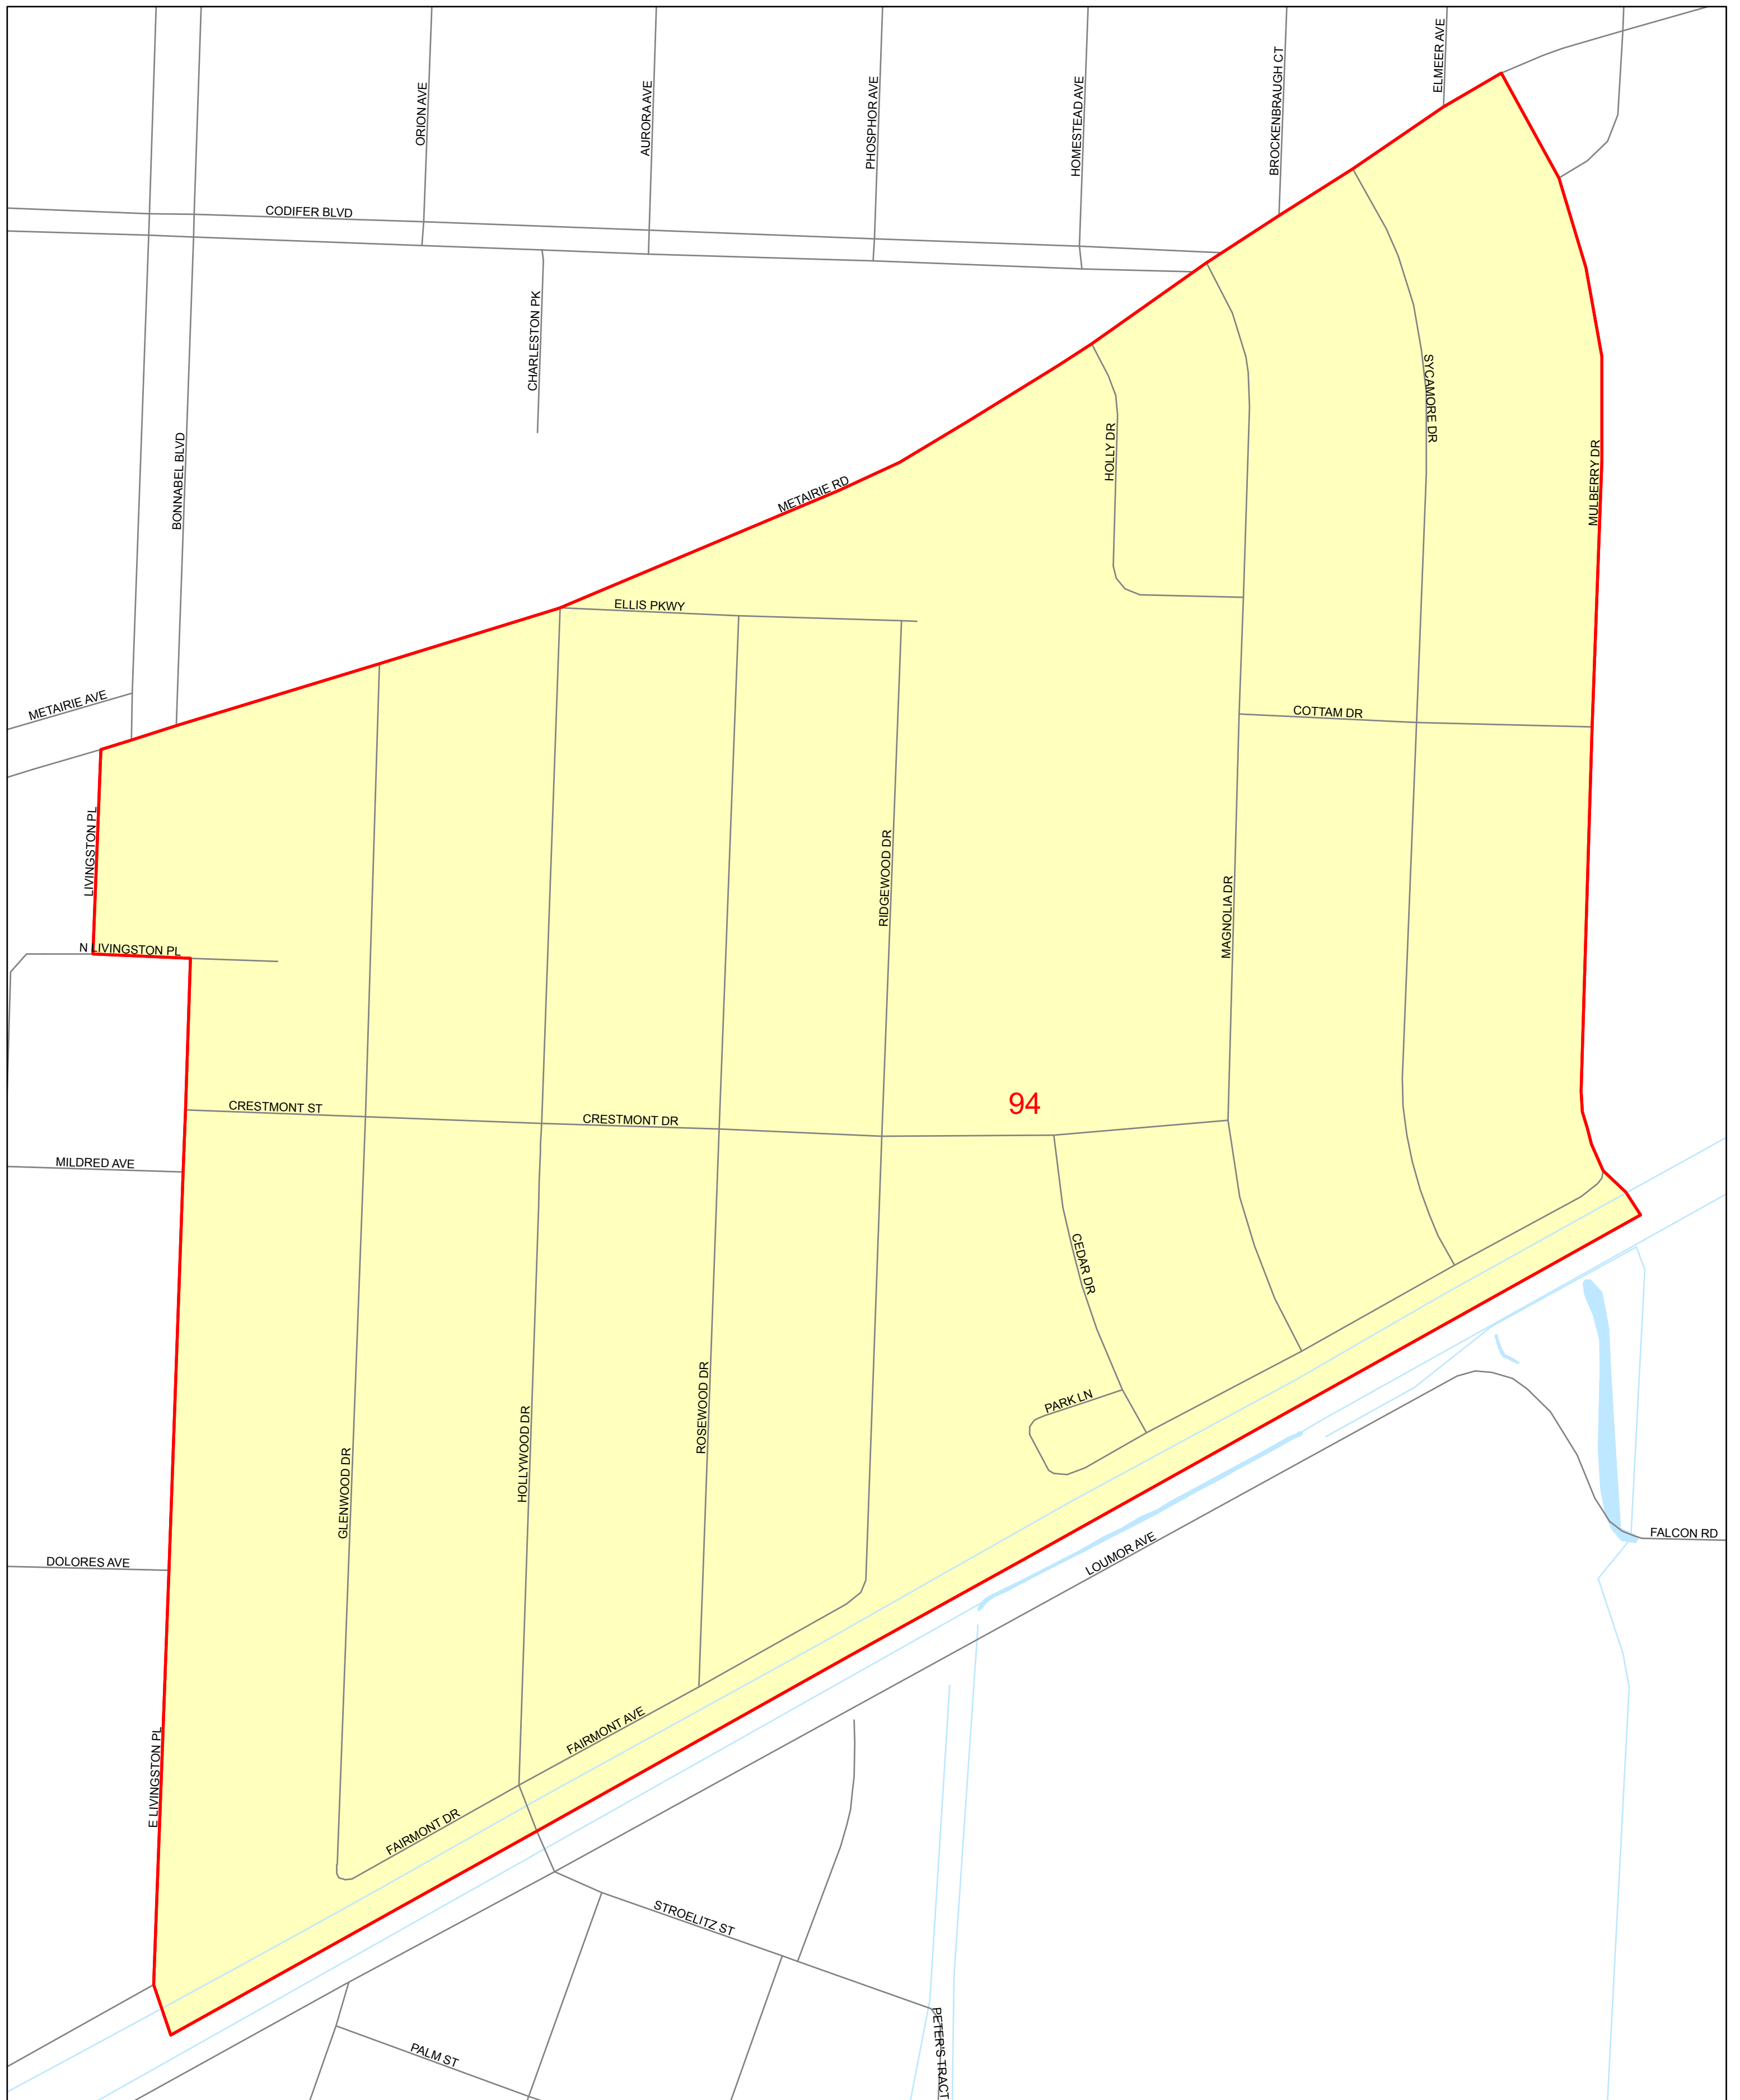 ELMEER AVE
BROCKENBRAUGH CT
HOMESTEAD AVE
PHOSPHOR AVE
AURORA AVE
ORION AVE
CODIFER BLVD
CHARLESTON PK
SYCAMORE DR
BONNABEL BLVD
HOLLY DR
MULBERRY DR
METAIRIE RD
ELLIS PKWY
METAIRIE AVE
COTTAM DR
LIVINGSTON PL
RIDGEWOOD DR
MAGNOLIA DR
N LIVINGSTON PL
94
CRESTMONT ST
CRESTMONT DR
MILDRED AVE
CEDAR DR
PARK LN
ROSEWOOD DR
HOLLYWOOD DR
GLENWOOD DR
FALCON RD
LOUMOR AVE
DOLORES AVE
FAIRMONT AVE
E LIVINGSTON PL
FAIRMONT DR
STROELITZ ST
PETER'S TRACT
PALM ST